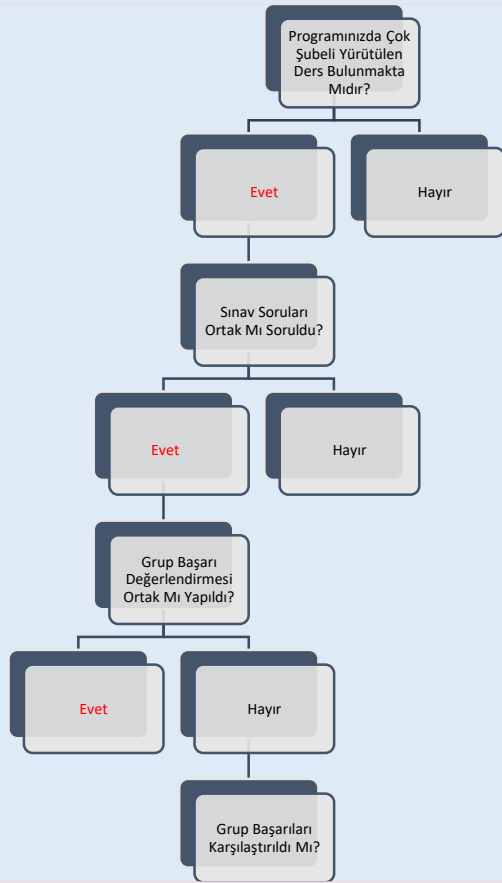 Programınızda Çok
Şubeli Yürütülen
Ders Bulunmakta
Mıdır?
Evet
Hayır
Sınav Soruları
Ortak Mı Soruldu?
Evet
Hayır
Grup Başarı
Değerlendirmesi
Ortak Mı Yapıldı?
Evet
Hayır
Grup Başarıları
Karşılaştırıldı Mı?